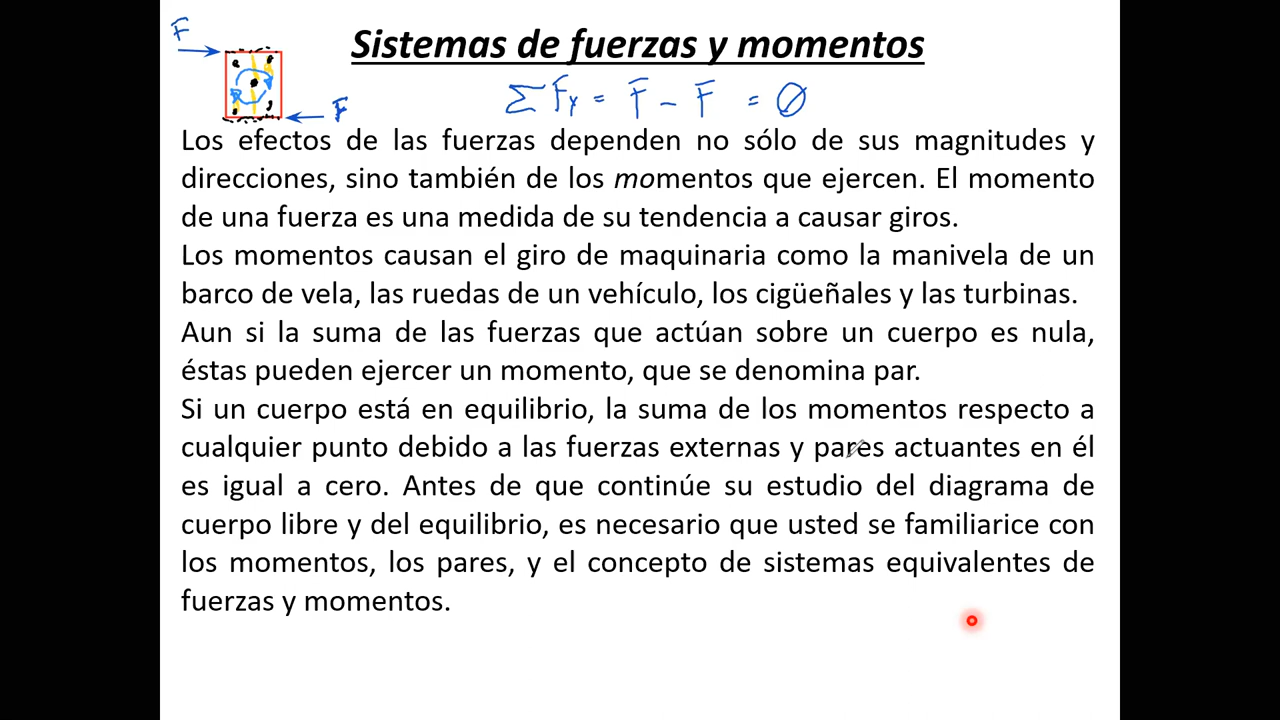 F̄
Sistemas de fuerzas y momentos
Σ F̄x = F̄ - F̄ = ∅
F̄
Los efectos de las fuerzas dependen no sólo de sus magnitudes y
direcciones, sino también de los momentos que ejercen. El momento
de una fuerza es una medida de su tendencia a causar giros.
Los momentos causan el giro de maquinaria como la manivela de un
barco de vela, las ruedas de un vehículo, los cigüeñales y las turbinas.
Aun si la suma de las fuerzas que actúan sobre un cuerpo es nula,
éstas pueden ejercer un momento, que se denomina par.
Si un cuerpo está en equilibrio, la suma de los momentos respecto a
cualquier punto debido a las fuerzas externas y pares actuantes en él
es igual a cero. Antes de que continúe su estudio del diagrama de
cuerpo libre y del equilibrio, es necesario que usted se familiarice con
los momentos, los pares, y el concepto de sistemas equivalentes de
fuerzas y momentos.